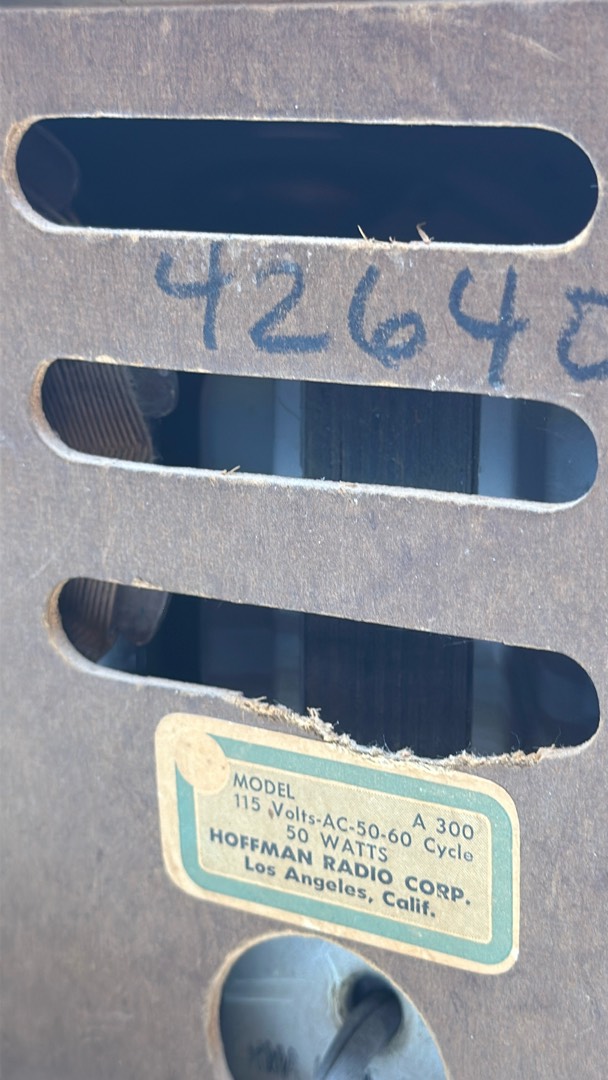 42640
MODEL A 300
115 Volts-AC-50-60 Cycle
50 WATTS
HOFFMAN RADIO CORP.
Los Angeles, Calif.